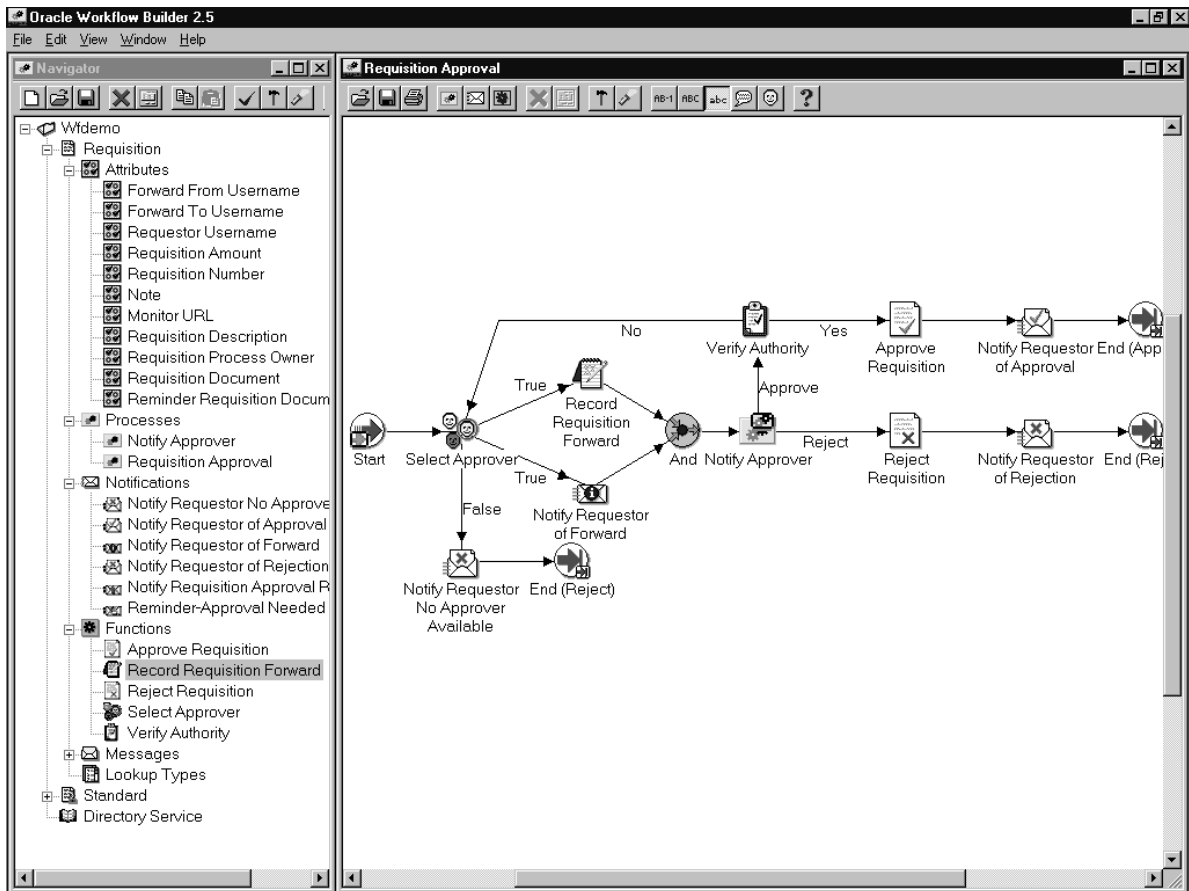 Oracle Workflow Builder 2.5
File Edit View Window Help
Navigator
Wfdemo
Requisition
Attributes
Forward From Username
Forward To Username
Requestor Username
Requisition Amount
Requisition Number
Note
Monitor URL
Requisition Description
Requisition Process Owner
Requisition Document
Reminder Requisition Docum
Processes
Notify Approver
Requisition Approval
Notifications
Notify Requestor No Approve
Notify Requestor of Approval
Notify Requestor of Forward
Notify Requestor of Rejection
Notify Requisition Approval R
Reminder-Approval Needed
Functions
Approve Requisition
Record Requisition Forward
Reject Requisition
Select Approver
Verify Authority
Messages
Lookup Types
Standard
Directory Service
Requisition Approval
AB-1 ABC abc ?
No
Verify Authority
Yes
Approve
Requisition
Notify Requestor
of Approval
End (App
True
Record
Requisition
Forward
Approve
Start
Select Approver
And
Notify Approver
Reject
Reject
Requisition
Notify Requestor
of Rejection
End (Rej
True
Notify Requestor
of Forward
False
Notify Requestor
No Approver
Available
End (Reject)